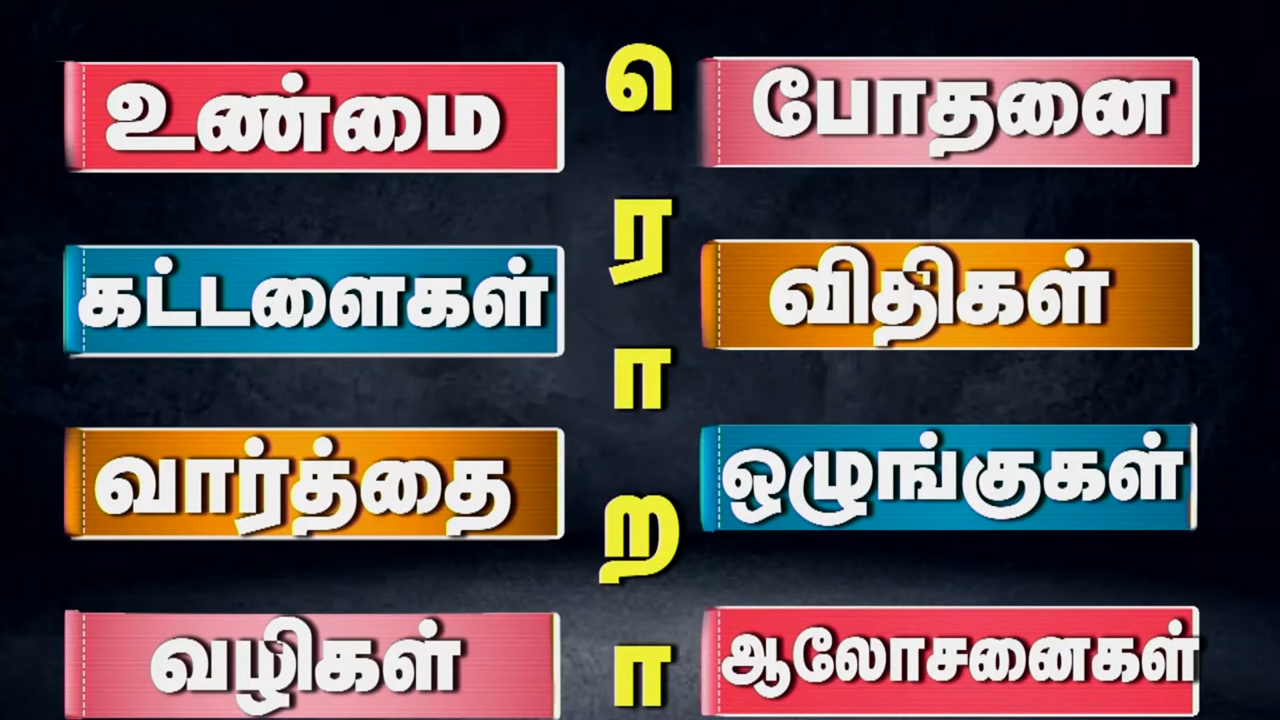 உண்மை
கட்டளைகள்
வார்த்தை
வழிகள்
ரொறா
போதனை
விதிகள்
ஒழுங்குகள்
ஆலோசனைகள்